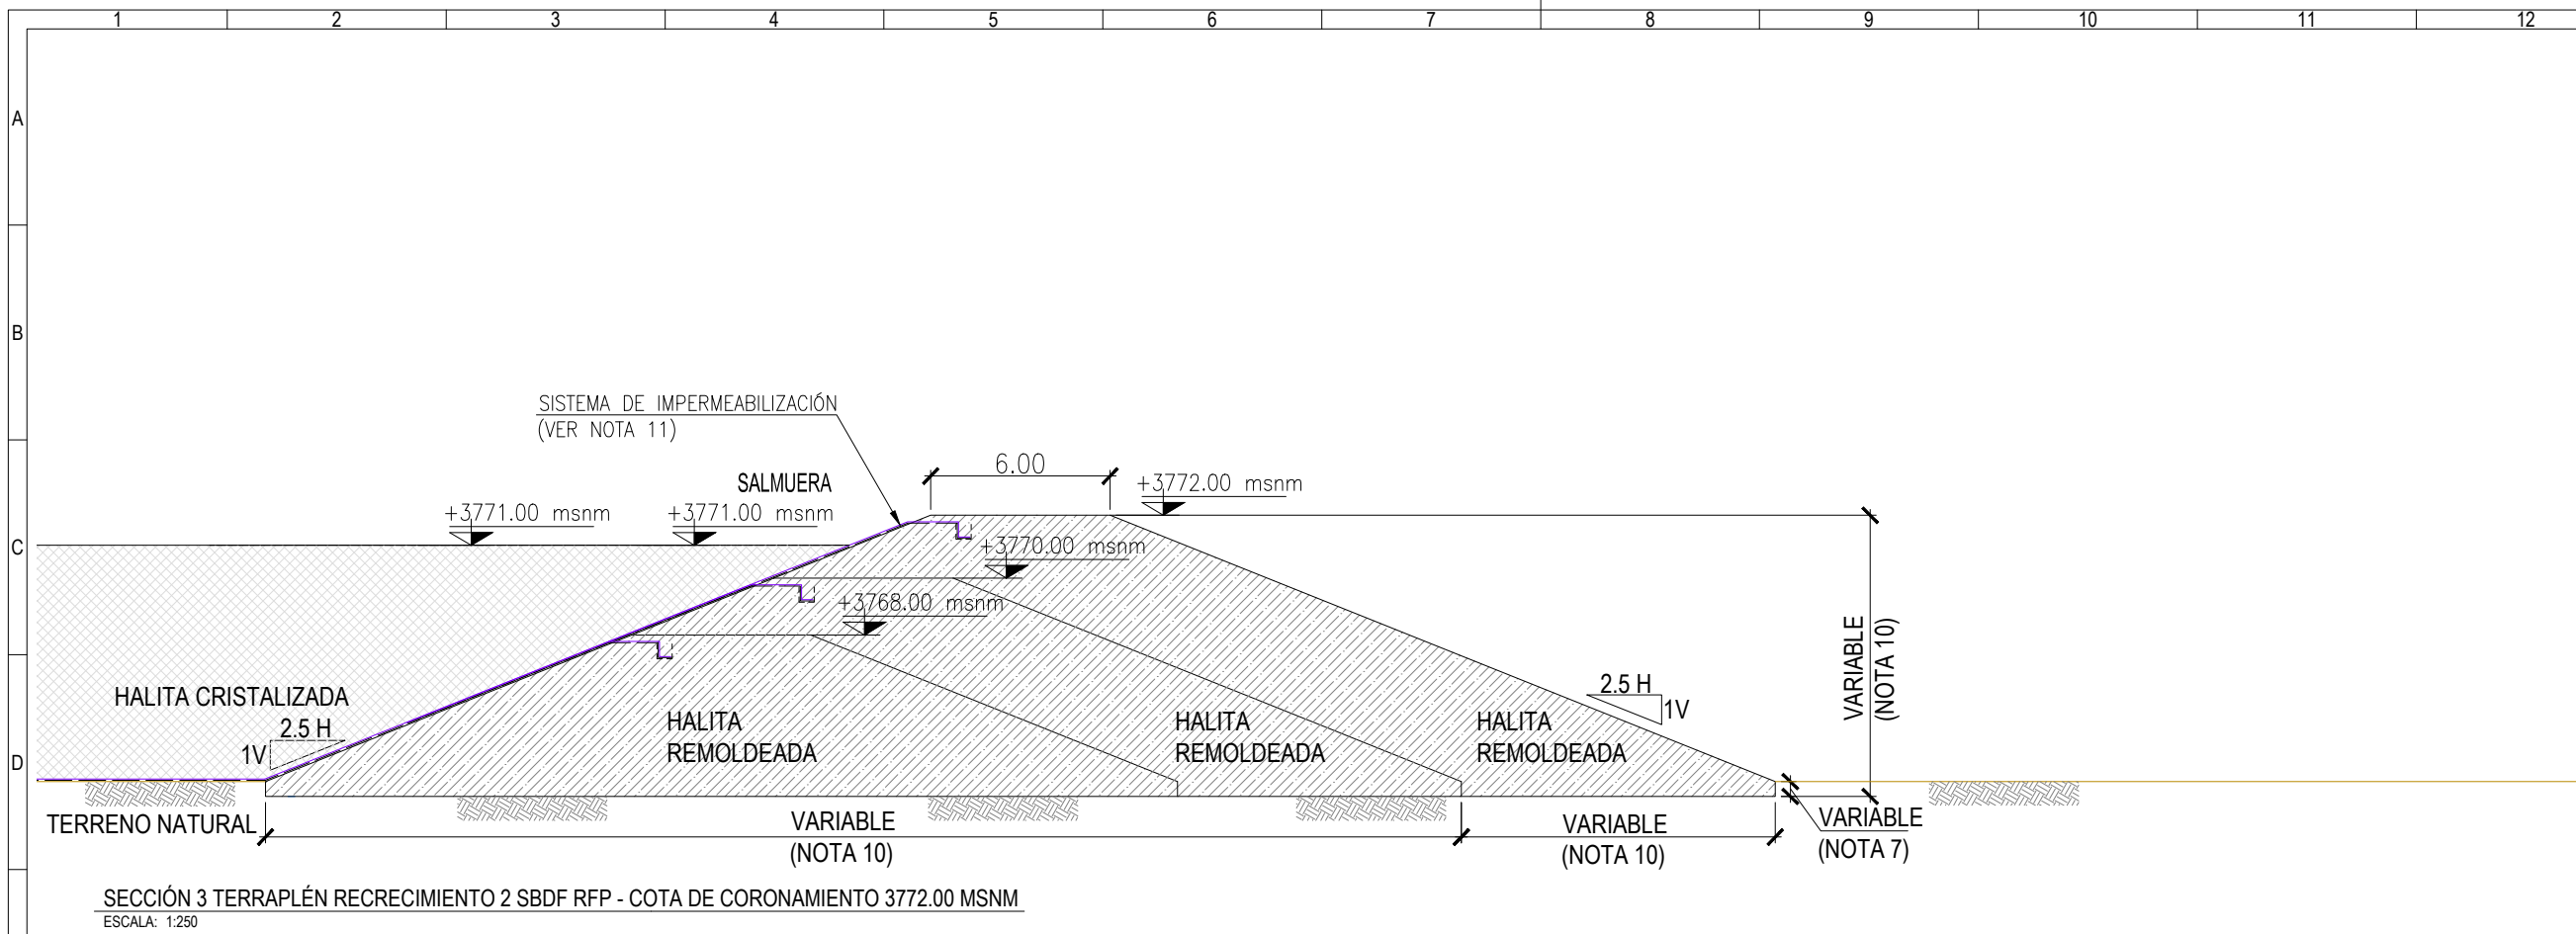 1 2 3 4 5 6 7 8 9 10 11 12
A
B
C
D
SISTEMA DE IMPERMEABILIZACIÓN
(VER NOTA 11)
SALMUERA
6.00
+3772.00 msnm
+3771.00 msnm
+3771.00 msnm
+3770.00 msnm
+3768.00 msnm
HALITA CRISTALIZADA
2.5 H
1V
HALITA
REMOLDEADA
HALITA
REMOLDEADA
HALITA
REMOLDEADA
2.5 H
1V
VARIABLE
(NOTA 10)
TERRENO NATURAL
VARIABLE
(NOTA 10)
VARIABLE
(NOTA 10)
VARIABLE
(NOTA 7)
SECCIÓN 3 TERRAPLÉN RECRECIMIENTO 2 SBDF RFP - COTA DE CORONAMIENTO 3772.00 MSNM
ESCALA: 1:250